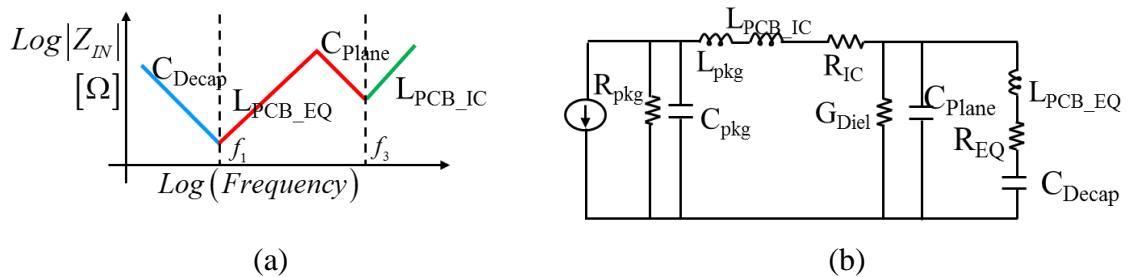 Log|Z_IN|
[Ω]
C_Decap
L_PCB_EQ
C_Plane
L_PCB_IC
f_1
f_3
Log(Frequency)
(a)
L_PCB_IC
L_pkg
R_IC
R_pkg
C_pkg
G_Diel
C_Plane
L_PCB_EQ
R_EQ
C_Decap
(b)